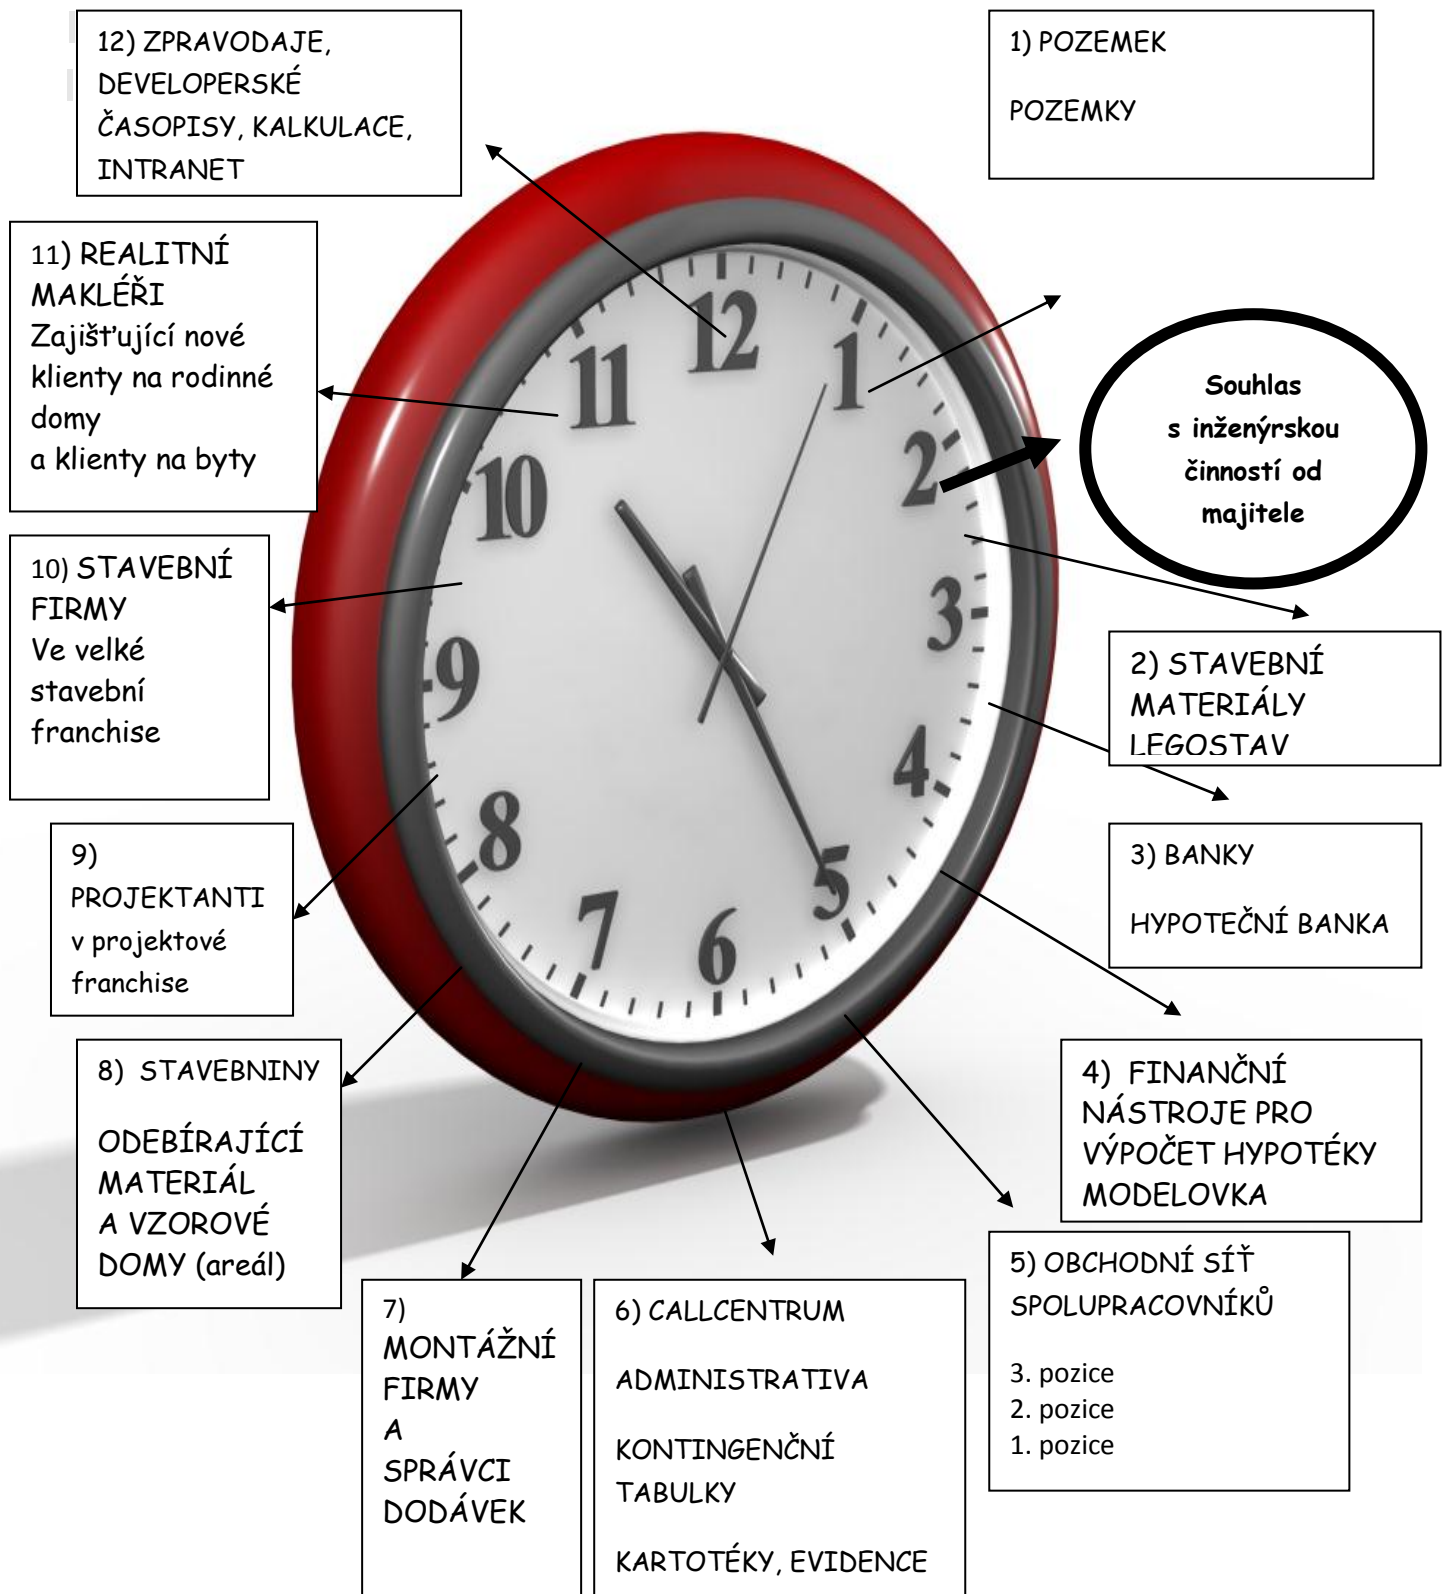 12) ZPRAVODAJE,
DEVELOPERSKÉ
ČASOPISY, KALKULACE,
INTRANET
1) POZEMEK
POZEMKY
11) REALITNÍ
MAKLÉŘI
Zajišťující nové
klienty na rodinné
domy
a klienty na byty
Souhlas
s inženýrskou
činností od
majitele
10) STAVEBNÍ
FIRMY
Ve velké
stavební
franchise
2) STAVEBNÍ
MATERIÁLY
LEGOSTAV
9)
PROJEKTANTI
v projektové
franchise
3) BANKY
HYPOTEČNÍ BANKA
8) STAVEBNINY
ODEBÍRAJÍCÍ
MATERIÁL
A VZOROVÉ
DOMY (areál)
4) FINANČNÍ
NÁSTROJE PRO
VÝPOČET HYPOTÉKY
MODELOVKA
7)
MONTÁŽNÍ
FIRMY
A
SPRÁVCI
DODÁVEK
6) CALLCENTRUM
ADMINISTRATIVA
KONTINGENČNÍ
TABULKY
KARTOTÉKY, EVIDENCE
5) OBCHODNÍ SÍŤ
SPOLUPRACOVNÍKŮ
3. pozice
2. pozice
1. pozice
12
1
2
3
4
5
6
7
8
9
10
11